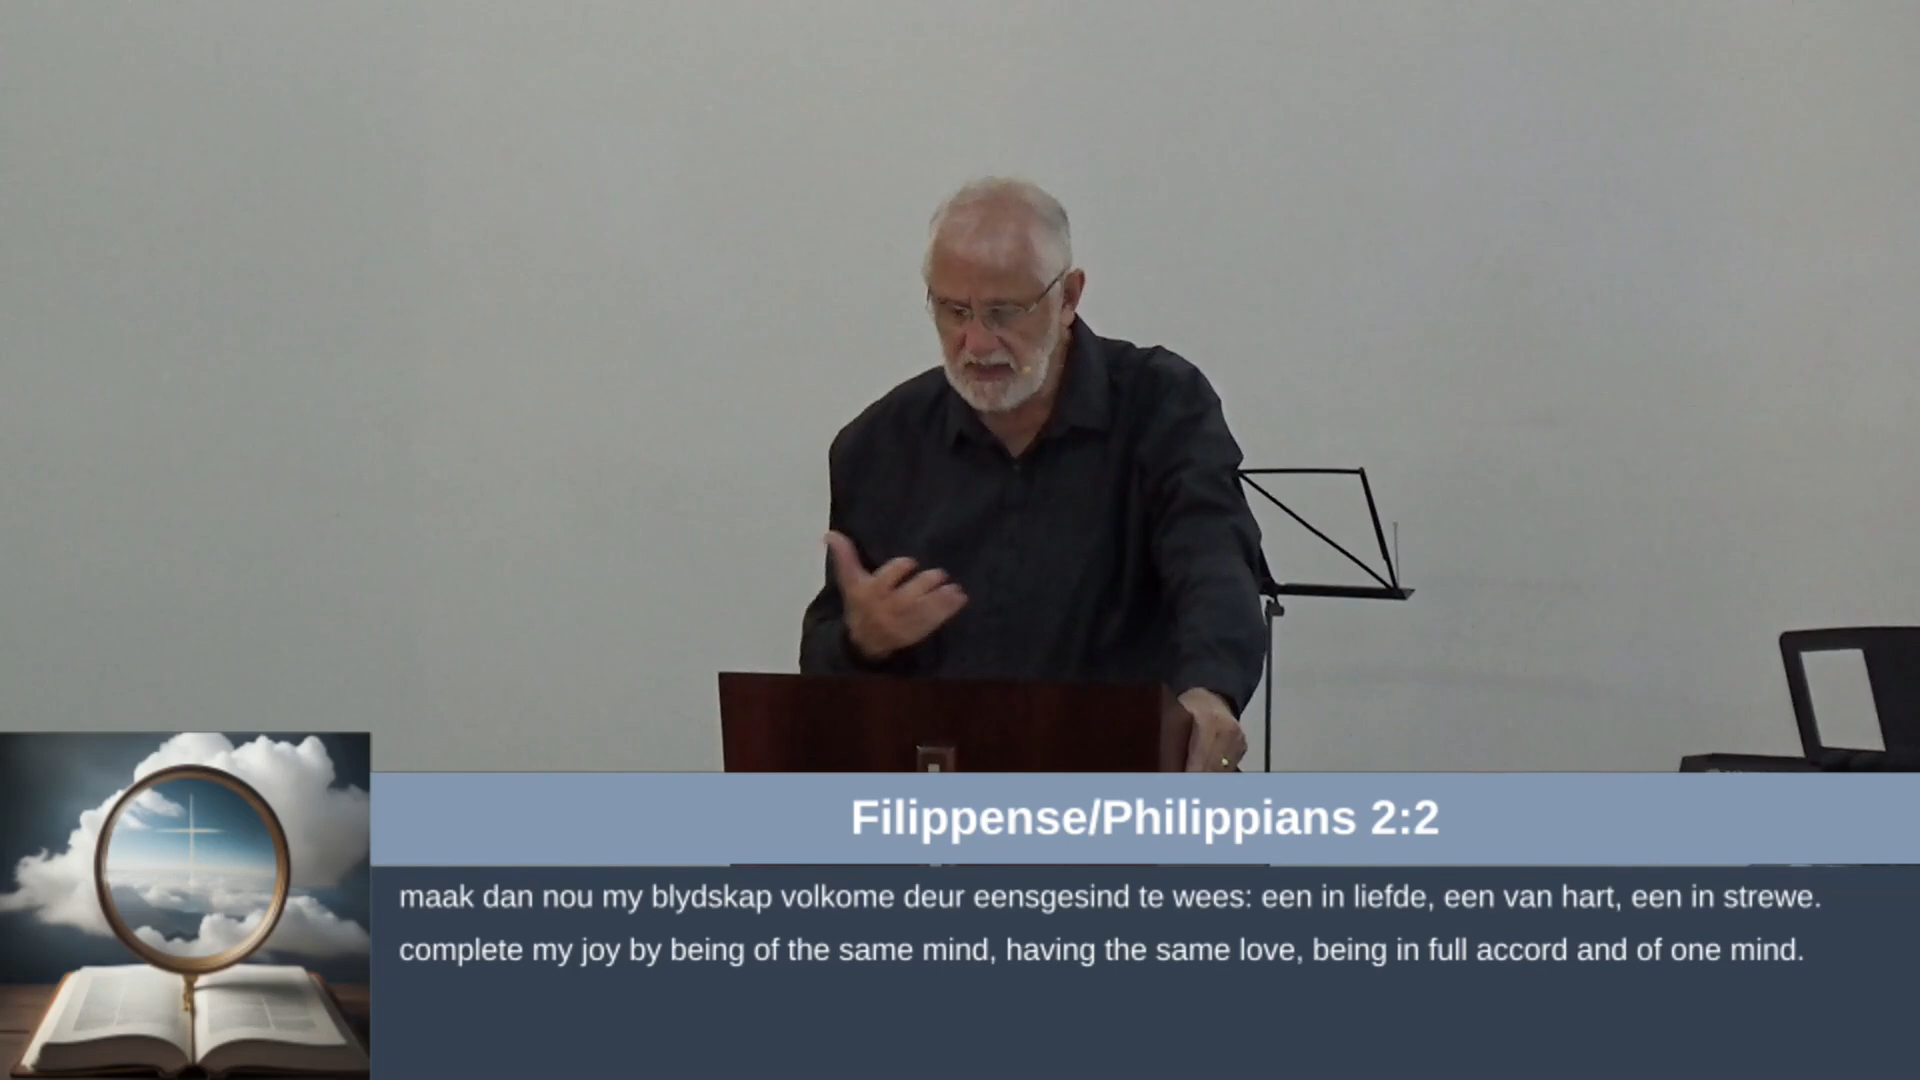 Filippense/Philippians 2:2
maak dan nou my blydskap volkome deur eensgesind te wees: een in liefde, een van hart, een in strewe.
complete my joy by being of the same mind, having the same love, being in full accord and of one mind.